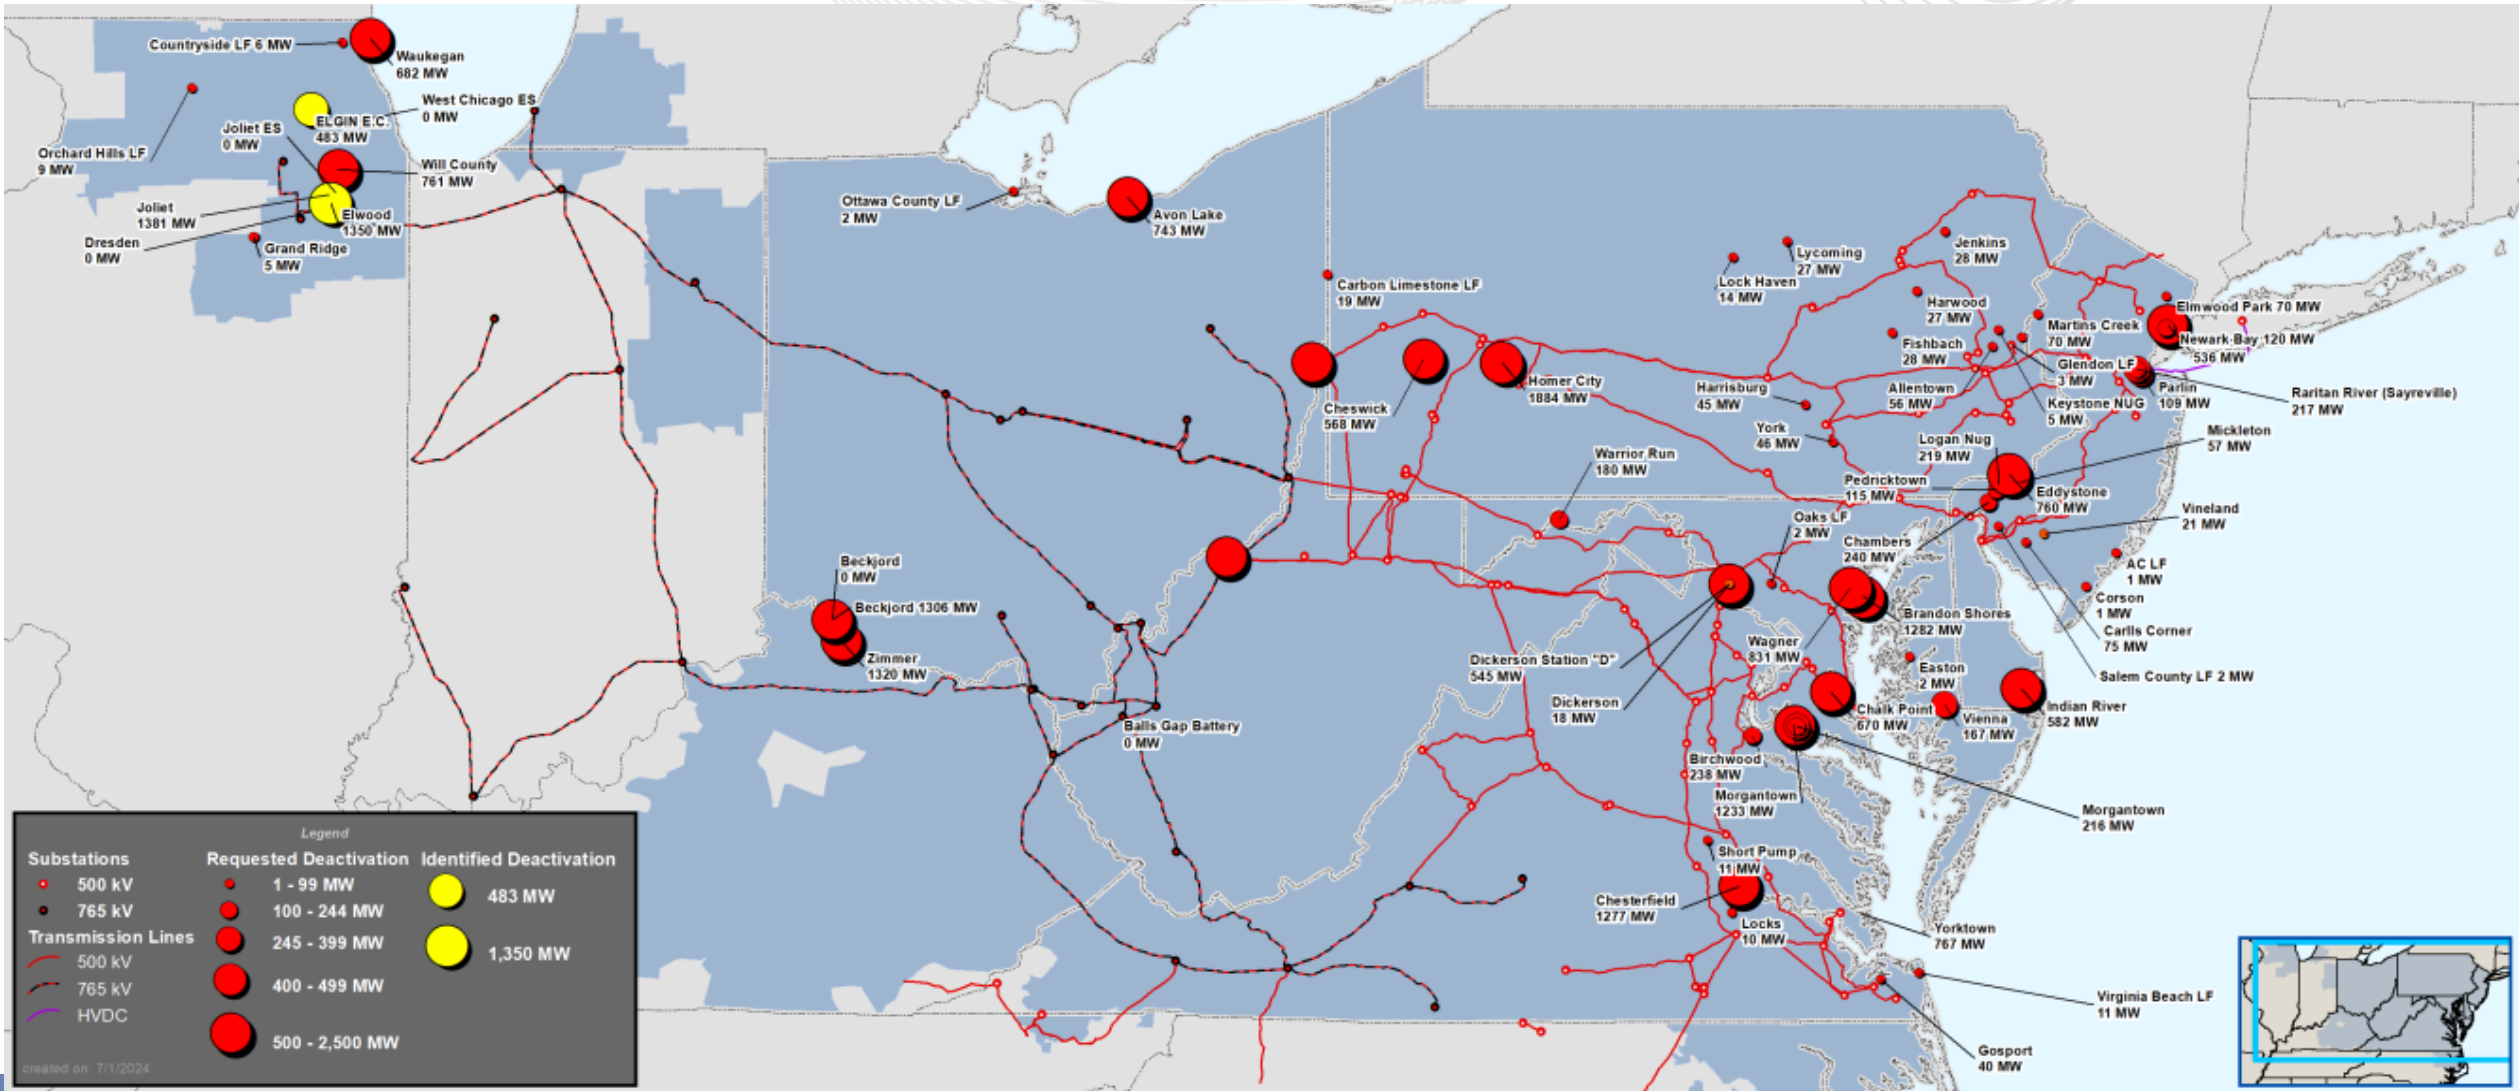 Countryside LF 6 MW
Waukegan
682 MW
West Chicago ES
0 MW
ELGIN E.C.
483 MW
Joliet ES
0 MW
Orchard Hills LF
9 MW
Will County
761 MW
Joliet
1381 MW
Elwood
1350 MW
Dresden
0 MW
Grand Ridge
5 MW
Ottawa County LF
2 MW
Avon Lake
743 MW
Carbon Limestone LF
19 MW
Lycoming
27 MW
Lock Haven
14 MW
Jenkins
28 MW
Harwood
27 MW
Fishbach
28 MW
Martins Creek
70 MW
Elmwood Park 70 MW
Newark Bay 120 MW
536 MW
Glendon LF
3 MW
Parlin
109 MW
Raritan River (Sayreville)
217 MW
Allentown
56 MW
Keystone NUG
5 MW
Harrisburg
45 MW
York
46 MW
Homer City
1884 MW
Cheswick
568 MW
Warrior Run
180 MW
Logan Nug
219 MW
Mickleton
57 MW
Pedricktown
115 MW
Eddystone
760 MW
Vineland
21 MW
Oaks LF
2 MW
Chambers
240 MW
AC LF
1 MW
Corson
1 MW
Carlls Corner
75 MW
Salem County LF 2 MW
Brandon Shores
1282 MW
Wagner
831 MW
Easton
2 MW
Dickerson Station "D"
545 MW
Dickerson
18 MW
Chalk Point
670 MW
Vienna
167 MW
Indian River
582 MW
Birchwood
238 MW
Morgantown
1233 MW
Morgantown
216 MW
Beckjord
0 MW
Beckjord 1306 MW
Zimmer
1320 MW
Balls Gap Battery
0 MW
Short Pump
11 MW
Chesterfield
1277 MW
Locks
10 MW
Yorktown
767 MW
Virginia Beach LF
11 MW
Gosport
40 MW
Legend
Substations
500 kV
765 kV
Transmission Lines
500 kV
765 kV
HVDC
Requested Deactivation
1 - 99 MW
100 - 244 MW
245 - 399 MW
400 - 499 MW
500 - 2,500 MW
Identified Deactivation
483 MW
1,350 MW
created on: 7/1/2024